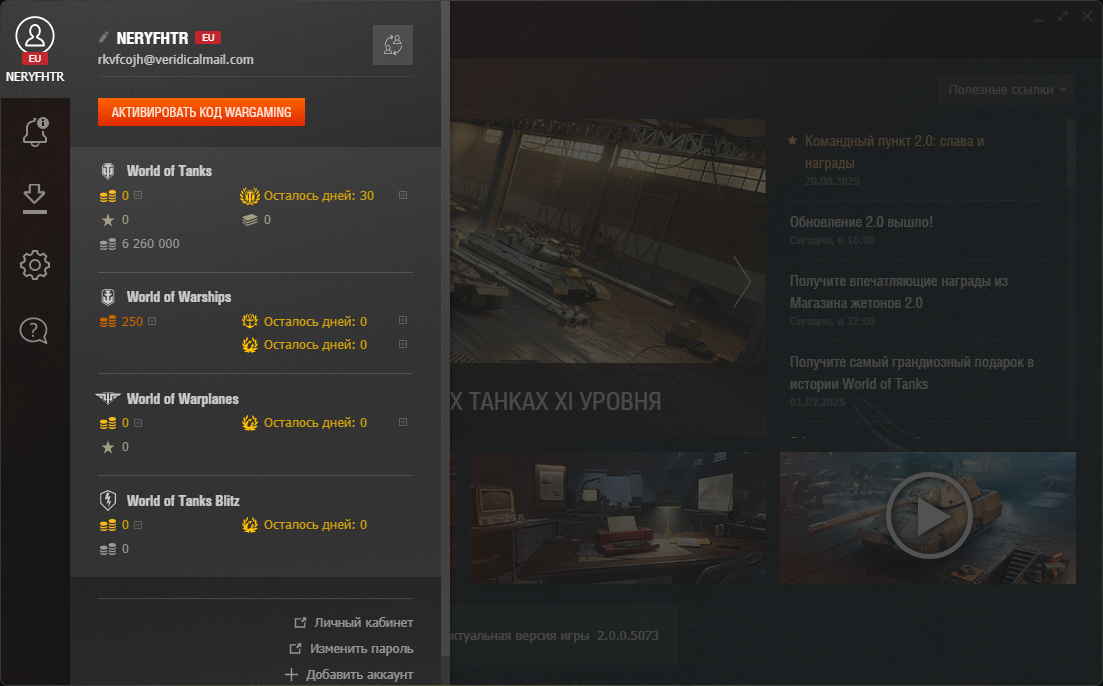 EU
NERYFHTR
NERYFHTR EU
rkvfcojh@veridicalmail.com
АКТИВИРОВАТЬ КОД WARGAMING
World of Tanks
0
Осталось дней: 30
0
0
6 260 000
World of Warships
250
Осталось дней: 0
Осталось дней: 0
World of Warplanes
0
Осталось дней: 0
0
World of Tanks Blitz
0
Осталось дней: 0
0
Личный кабинет
Изменить пароль
Добавить аккаунт
Полезные ссылки
Х ТАНКАХ XI УРОВНЯ
Командный пункт 2.0: слава и
награды
20.08.2025
Обновление 2.0 вышло!
Сегодня, в 16:00
Получите впечатляющие награды из
Магазина жетонов 2.0
Сегодня, в 12:00
Получите самый грандиозный подарок в
истории World of Tanks
01.09.2025
ктуальная версия игры 2.0.0.5073